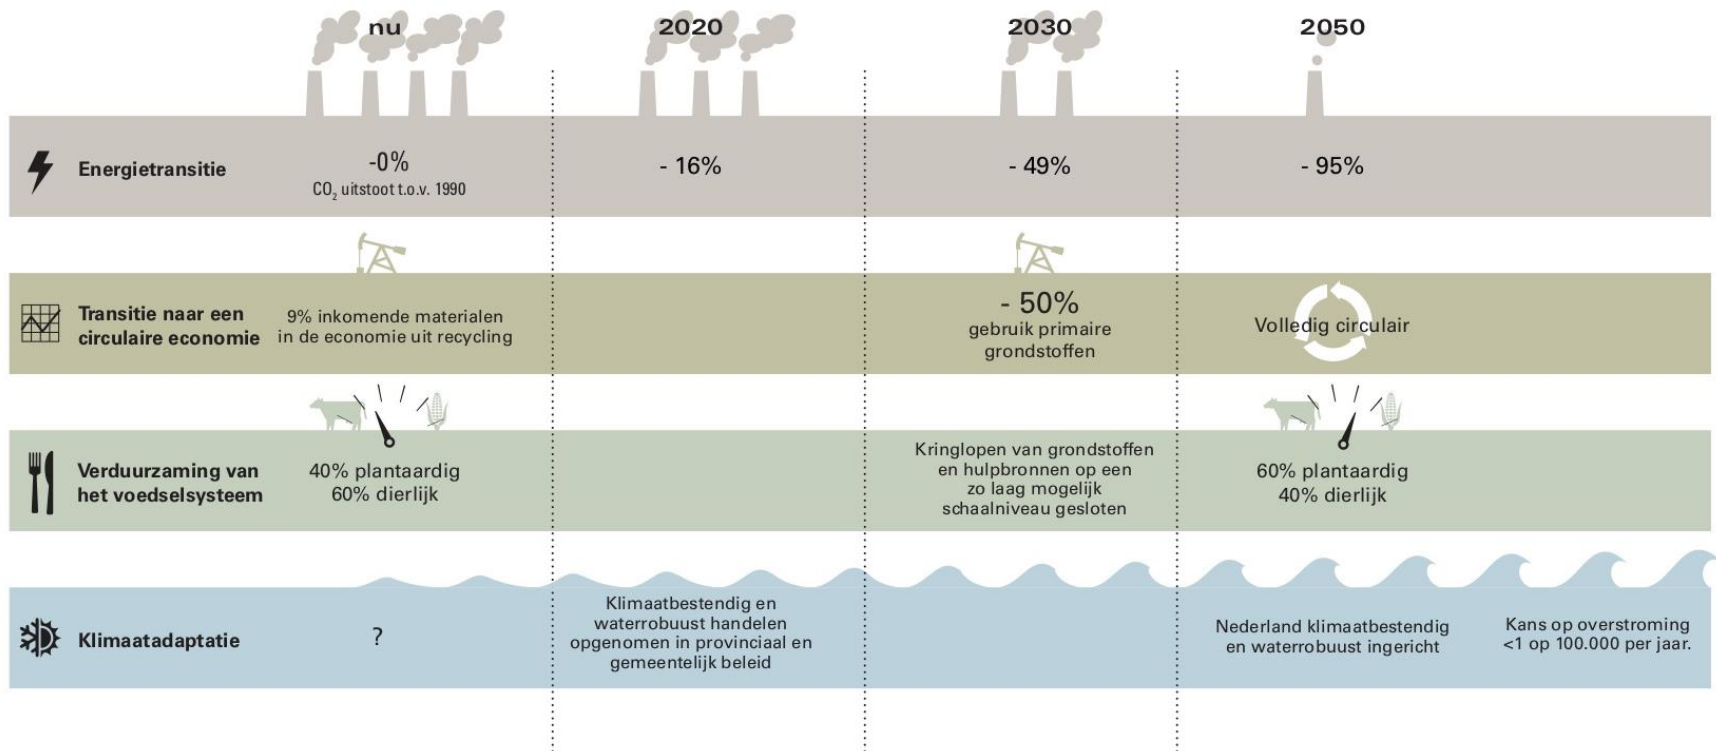 nu
2020
2030
2050
Energietransitie
-0%
CO₂ uitstoot t.o.v. 1990
- 16%
- 49%
- 95%
Transitie naar een
circulaire economie
9% inkomende materialen
in de economie uit recycling
- 50%
gebruik primaire
grondstoffen
Volledig circulair
Verduurzaming van
het voedselsysteem
40% plantaardig
60% dierlijk
Kringlopen van grondstoffen
en hulpbronnen op een
zo laag mogelijk
schaalniveau gesloten
60% plantaardig
40% dierlijk
Klimaatadaptatie
?
Klimaatbestendig en
waterrobuust handelen
opgenomen in provinciaal en
gemeentelijk beleid
Nederland klimaatbestendig
en waterrobuust ingericht
Kans op overstroming
<1 op 100.000 per jaar.